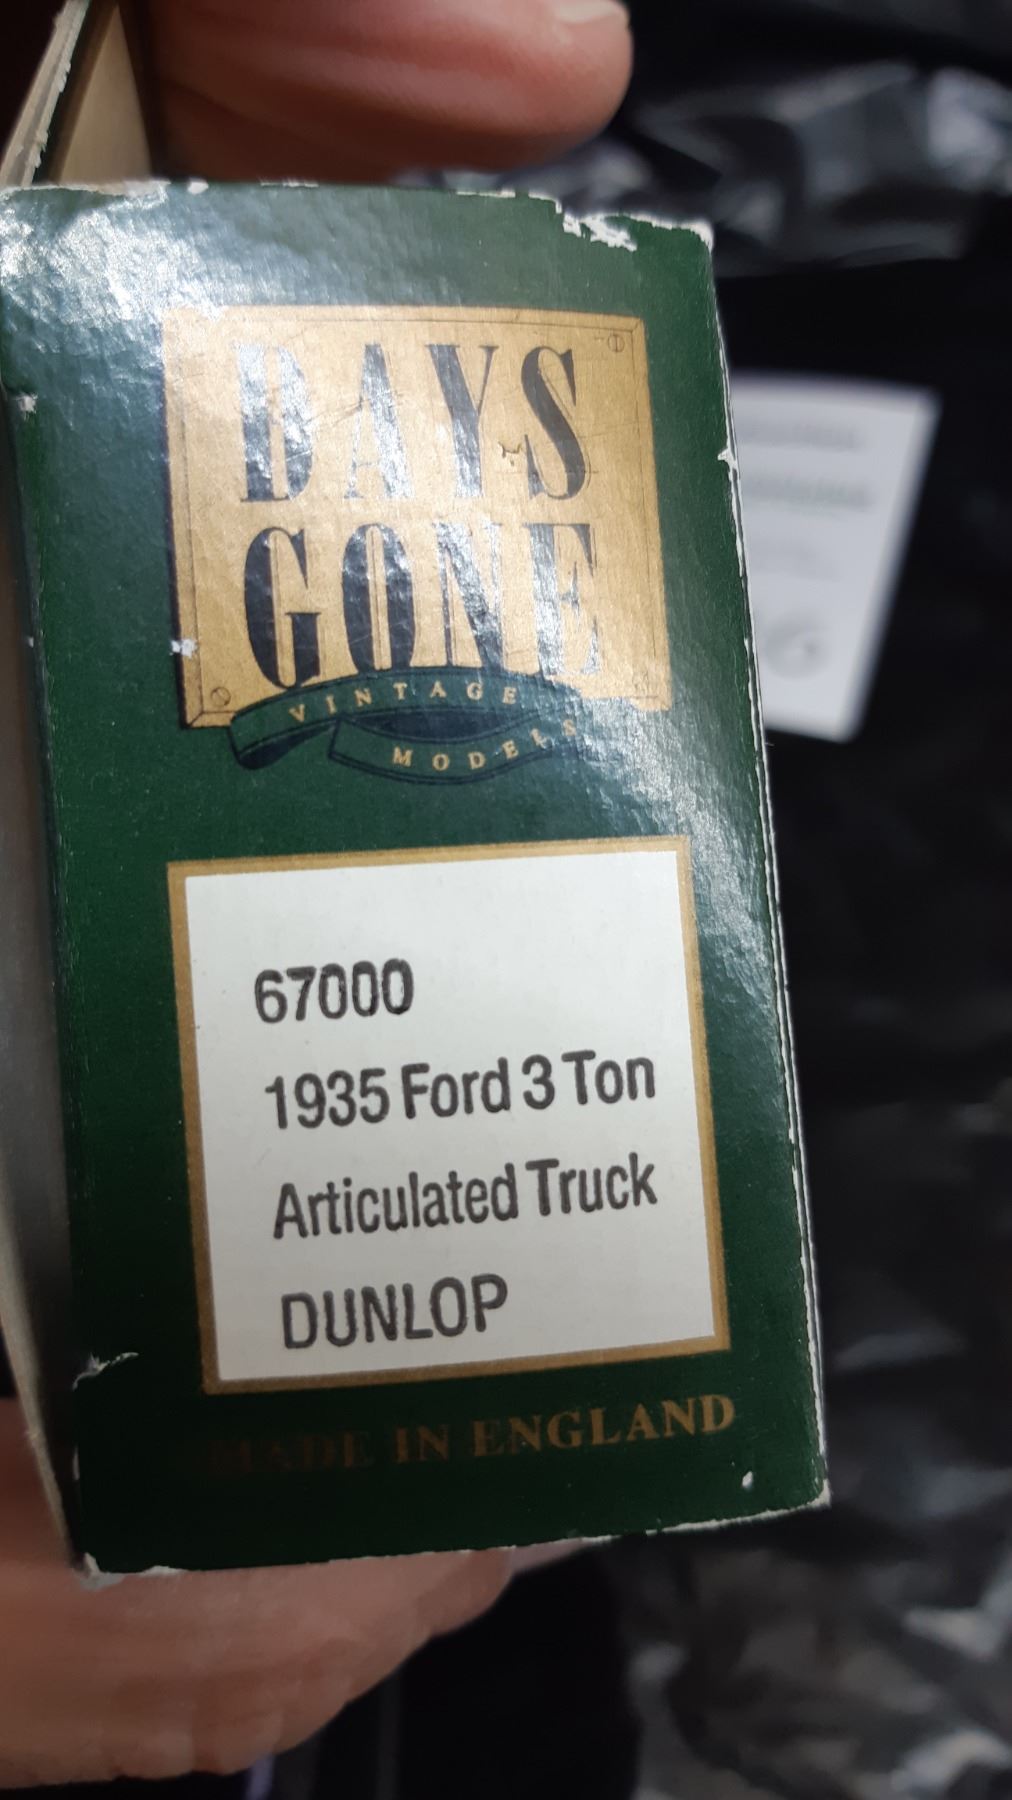 DAYS
GONE
VINTAGE
MODELS
67000
1935 Ford 3 Ton
Articulated Truck
DUNLOP
MADE IN ENGLAND